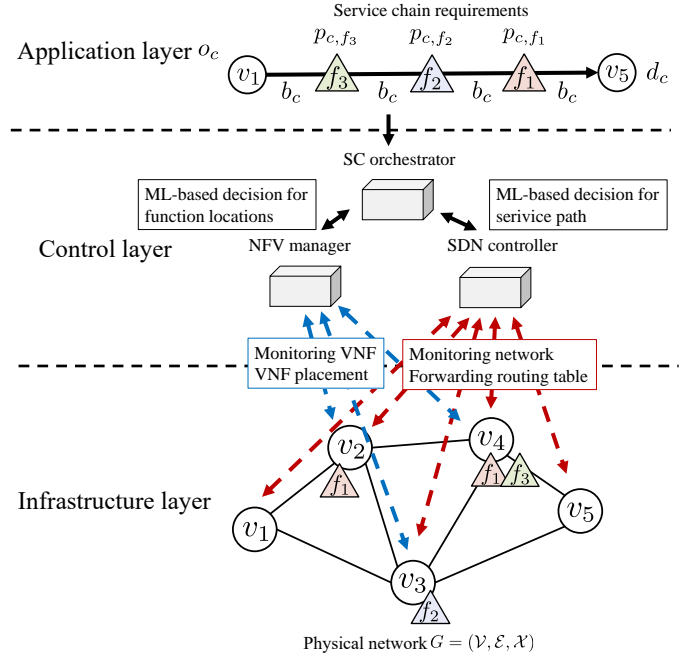 Service chain requirements
Application layer o_c
p_{c,f_3} p_{c,f_2} p_{c,f_1}
v_1 f_3 f_2 f_1 v_5 d_c
b_c b_c b_c b_c
SC orchestrator
ML-based decision for
function locations
ML-based decision for
serivice path
Control layer
NFV manager
SDN controller
Monitoring VNF
VNF placement
Monitoring network
Forwarding routing table
v_2 v_4
f_1 f_1 f_3
Infrastructure layer
v_1 v_5
v_3
f_2
Physical network G = (𝒱, ℰ, 𝒳)